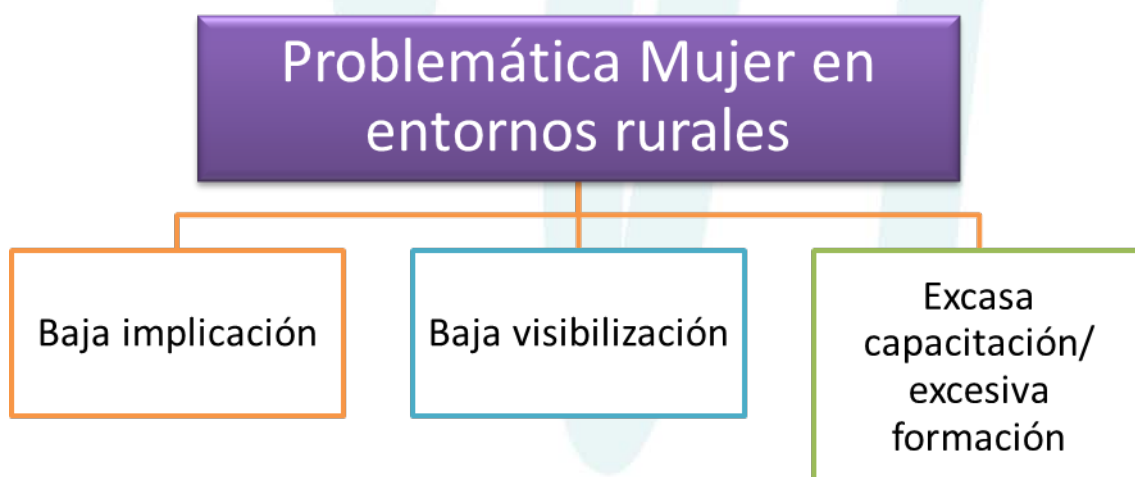 Problemática Mujer en
entornos rurales
Baja implicación
Baja visibilización
Excasa
capacitación/
excesiva
formación